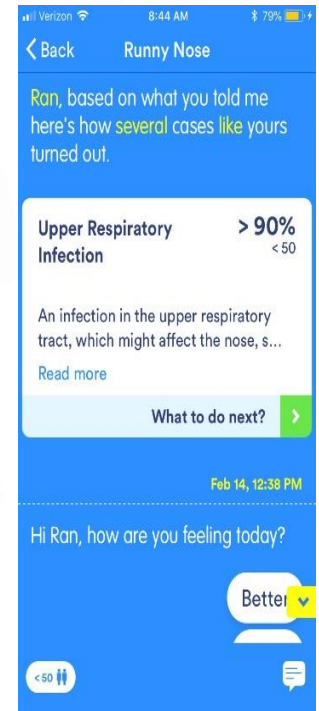 Verizon 8:44 AM 79%
Back Runny Nose
Ran, based on what you told me
here's how several cases like yours
turned out.
Upper Respiratory > 90%
Infection < 50
An infection in the upper respiratory
tract, which might affect the nose, s...
Read more
What to do next?
Feb 14, 12:38 PM
Hi Ran, how are you feeling today?
Better
<50